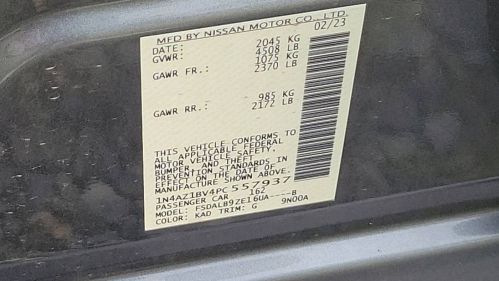 MFD BY NISSAN MOTOR CO., LTD.
DATE: 02/23
GVWR: 2045 KG
4508 LB
GAWR FR.: 1075 KG
2370 LB
GAWR RR.: 985 KG
2172 LB
THIS VEHICLE CONFORMS TO
ALL APPLICABLE FEDERAL
MOTOR VEHICLE SAFETY,
BUMPER, AND THEFT
PREVENTION STANDARDS IN
EFFECT ON THE DATE OF
MANUFACTURE SHOWN ABOVE.
1N4AZ1BV4PC557937
PASSENGER CAR 162
MODEL: FSDALB9ZE16UA----B
COLOR: KAD TRIM: G 9N00A